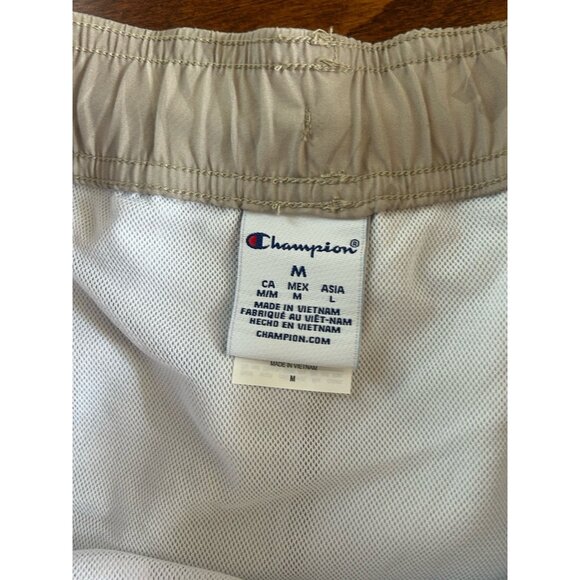 Champion®
M
CA MEX ASIA
M/M M L
MADE IN VIETNAM
FABRIQUÉ AU VIÊT-NAM
HECHO EN VIETNAM
CHAMPION.COM
MADE IN VIETNAM
M